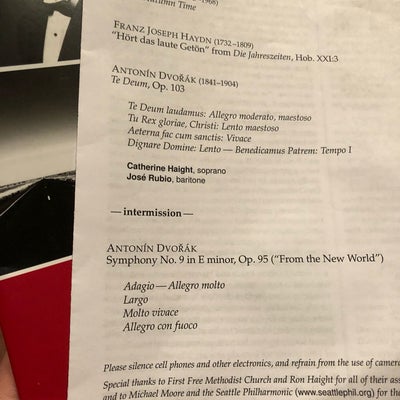 Autumn Time
FRANZ JOSEPH HAYDN (1732–1809)
"Hört das laute Getön" from Die Jahreszeiten, Hob. XXI:3
ANTONÍN DVOŘÁK (1841–1904)
Te Deum, Op. 103
Te Deum laudamus: Allegro moderato, maestoso
Tu Rex gloriae, Christi: Lento maestoso
Aeterna fac cum sanctis: Vivace
Dignare Domine: Lento — Benedicamus Patrem: Tempo I
Catherine Haight, soprano
José Rubio, baritone
— intermission —
ANTONÍN DVOŘÁK
Symphony No. 9 in E minor, Op. 95 ("From the New World")
Adagio — Allegro molto
Largo
Molto vivace
Allegro con fuoco
Please silence cell phones and other electronics, and refrain from the use of
Special thanks to First Free Methodist Church and Ron Haight for all of their
and to Michael Moore and the Seattle Philharmonic (www.seattlephil.org) for